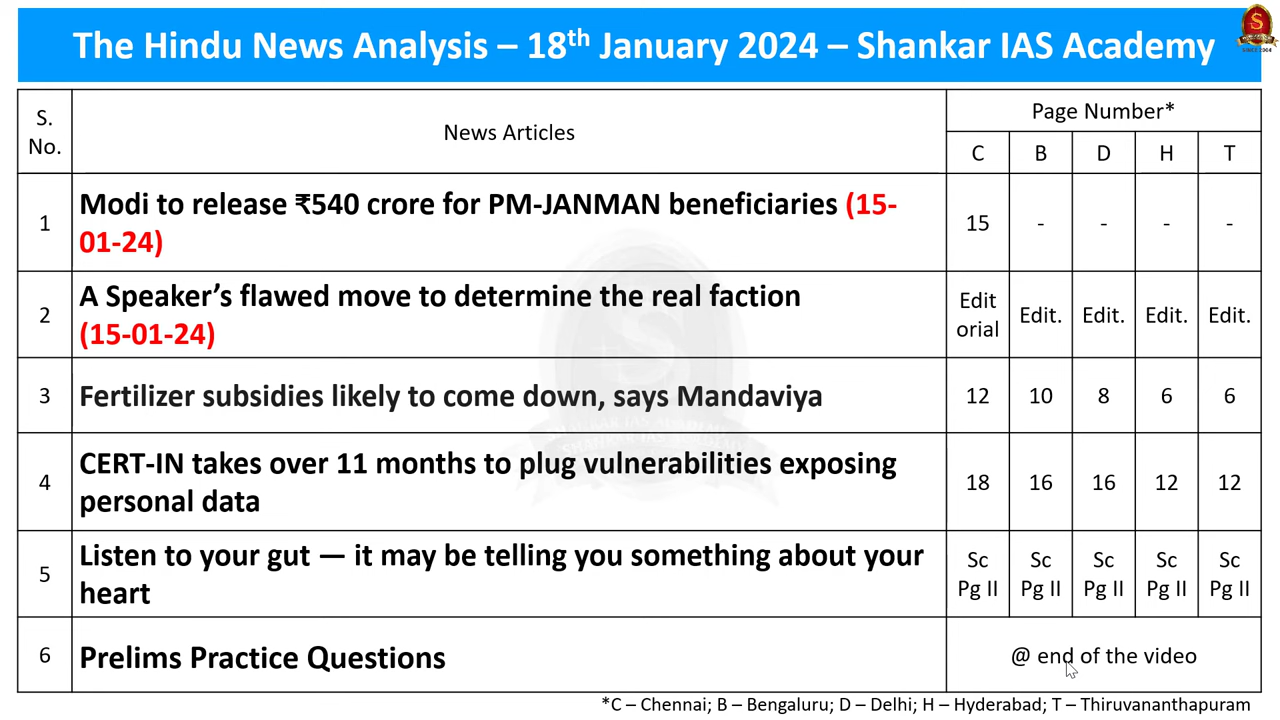 The Hindu News Analysis – 18th January 2024 – Shankar IAS Academy
SINCE 2004
S. No.
News Articles
Page Number*
C B D H T
1
Modi to release ₹540 crore for PM-JANMAN beneficiaries (15-
01-24)
15 - - - -
2
A Speaker's flawed move to determine the real faction
(15-01-24)
Edit
orial
Edit. Edit. Edit. Edit.
3
Fertilizer subsidies likely to come down, says Mandaviya
12 10 8 6 6
4
CERT-IN takes over 11 months to plug vulnerabilities exposing
personal data
18 16 16 12 12
5
Listen to your gut — it may be telling you something about your
heart
Sc Sc Sc Sc Sc
Pg II Pg II Pg II Pg II Pg II
6
Prelims Practice Questions
@ end of the video
*C – Chennai; B – Bengaluru; D – Delhi; H – Hyderabad; T – Thiruvananthapuram